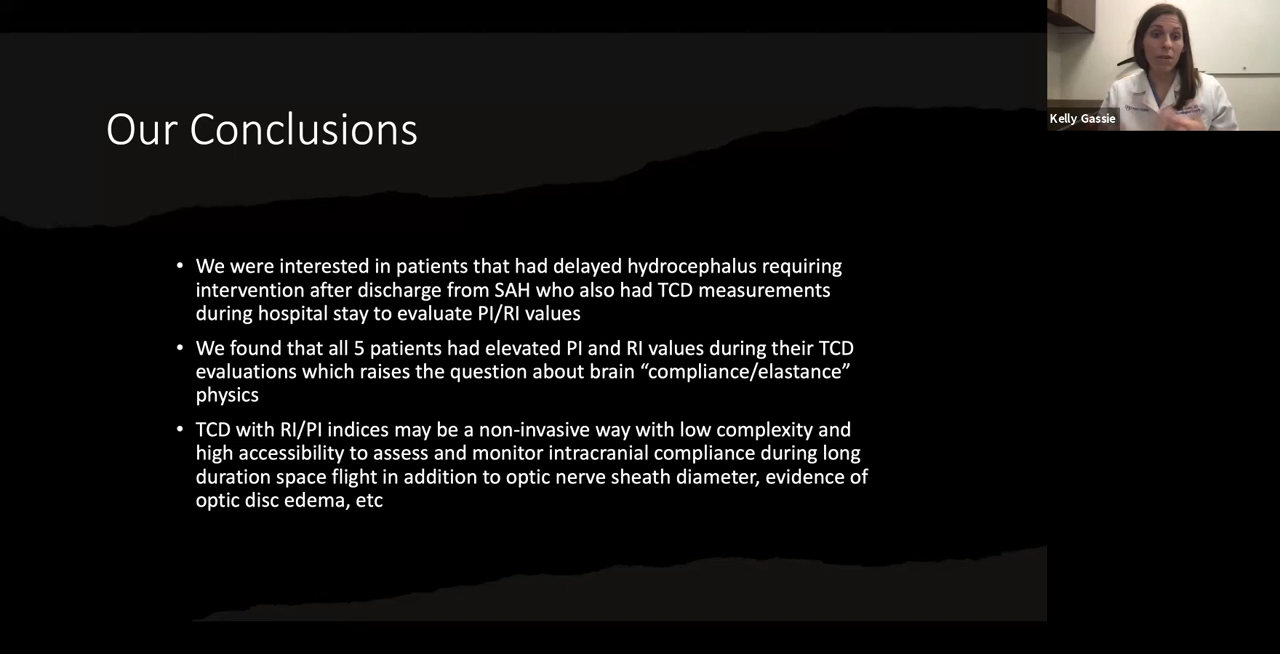 Our Conclusions
Kelly Gassie
• We were interested in patients that had delayed hydrocephalus requiring
intervention after discharge from SAH who also had TCD measurements
during hospital stay to evaluate PI/RI values
• We found that all 5 patients had elevated PI and RI values during their TCD
evaluations which raises the question about brain “compliance/elastance”
physics
• TCD with RI/PI indices may be a non-invasive way with low complexity and
high accessibility to assess and monitor intracranial compliance during long
duration space flight in addition to optic nerve sheath diameter, evidence of
optic disc edema, etc